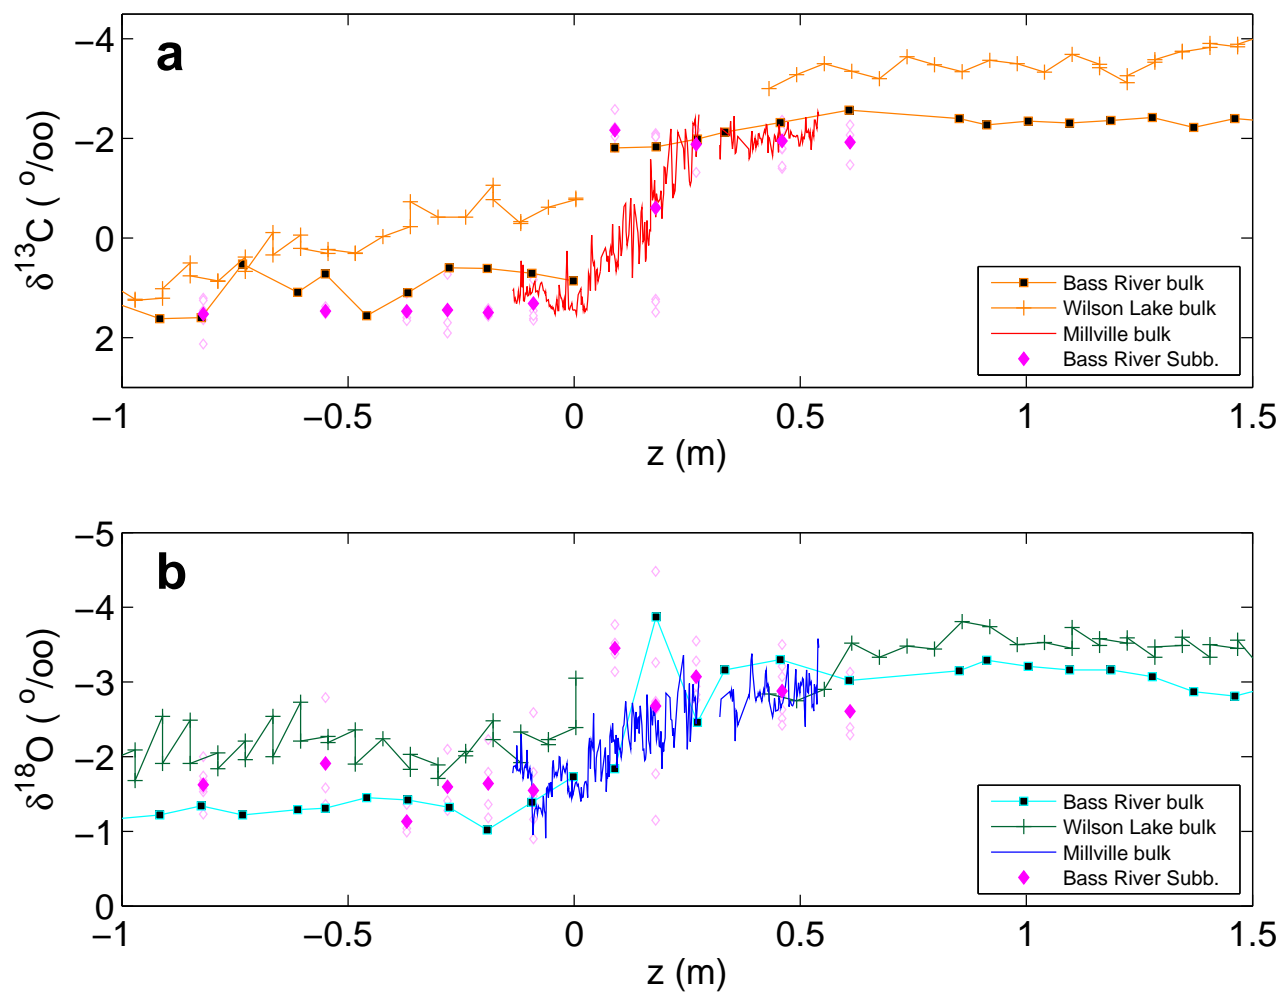 a
−4
−2
0
2
δ13C ( o/oo)
Bass River bulk
Wilson Lake bulk
Millville bulk
Bass River Subb.
−1
−0.5
0
0.5
1
1.5
z (m)
b
−5
−4
−3
−2
−1
0
δ18O ( o/oo)
Bass River bulk
Wilson Lake bulk
Millville bulk
Bass River Subb.
−1
−0.5
0
0.5
1
1.5
z (m)